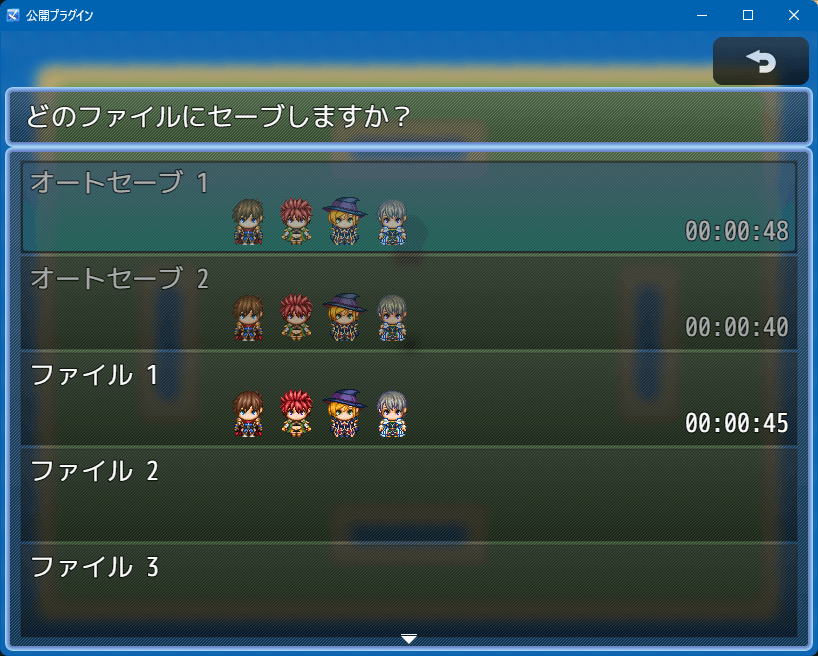 公開プラグイン
どのファイルにセーブしますか？
オートセーブ 1
00:00:48
オートセーブ 2
00:00:40
ファイル 1
00:00:45
ファイル 2
ファイル 3